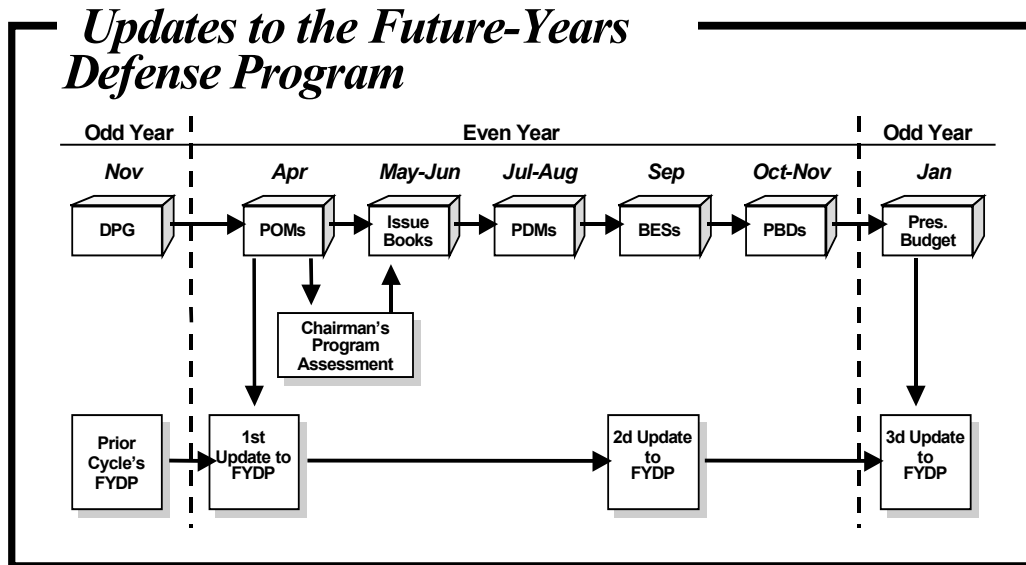 Updates to the Future-Years
Defense Program
Odd Year
Even Year
Odd Year
Nov
Apr
May-Jun
Jul-Aug
Sep
Oct-Nov
Jan
DPG
POMs
Issue
Books
PDMs
BESs
PBDs
Pres.
Budget
Chairman's
Program
Assessment
Prior
Cycle's
FYDP
1st
Update to
FYDP
2d Update
to
FYDP
3d Update
to
FYDP